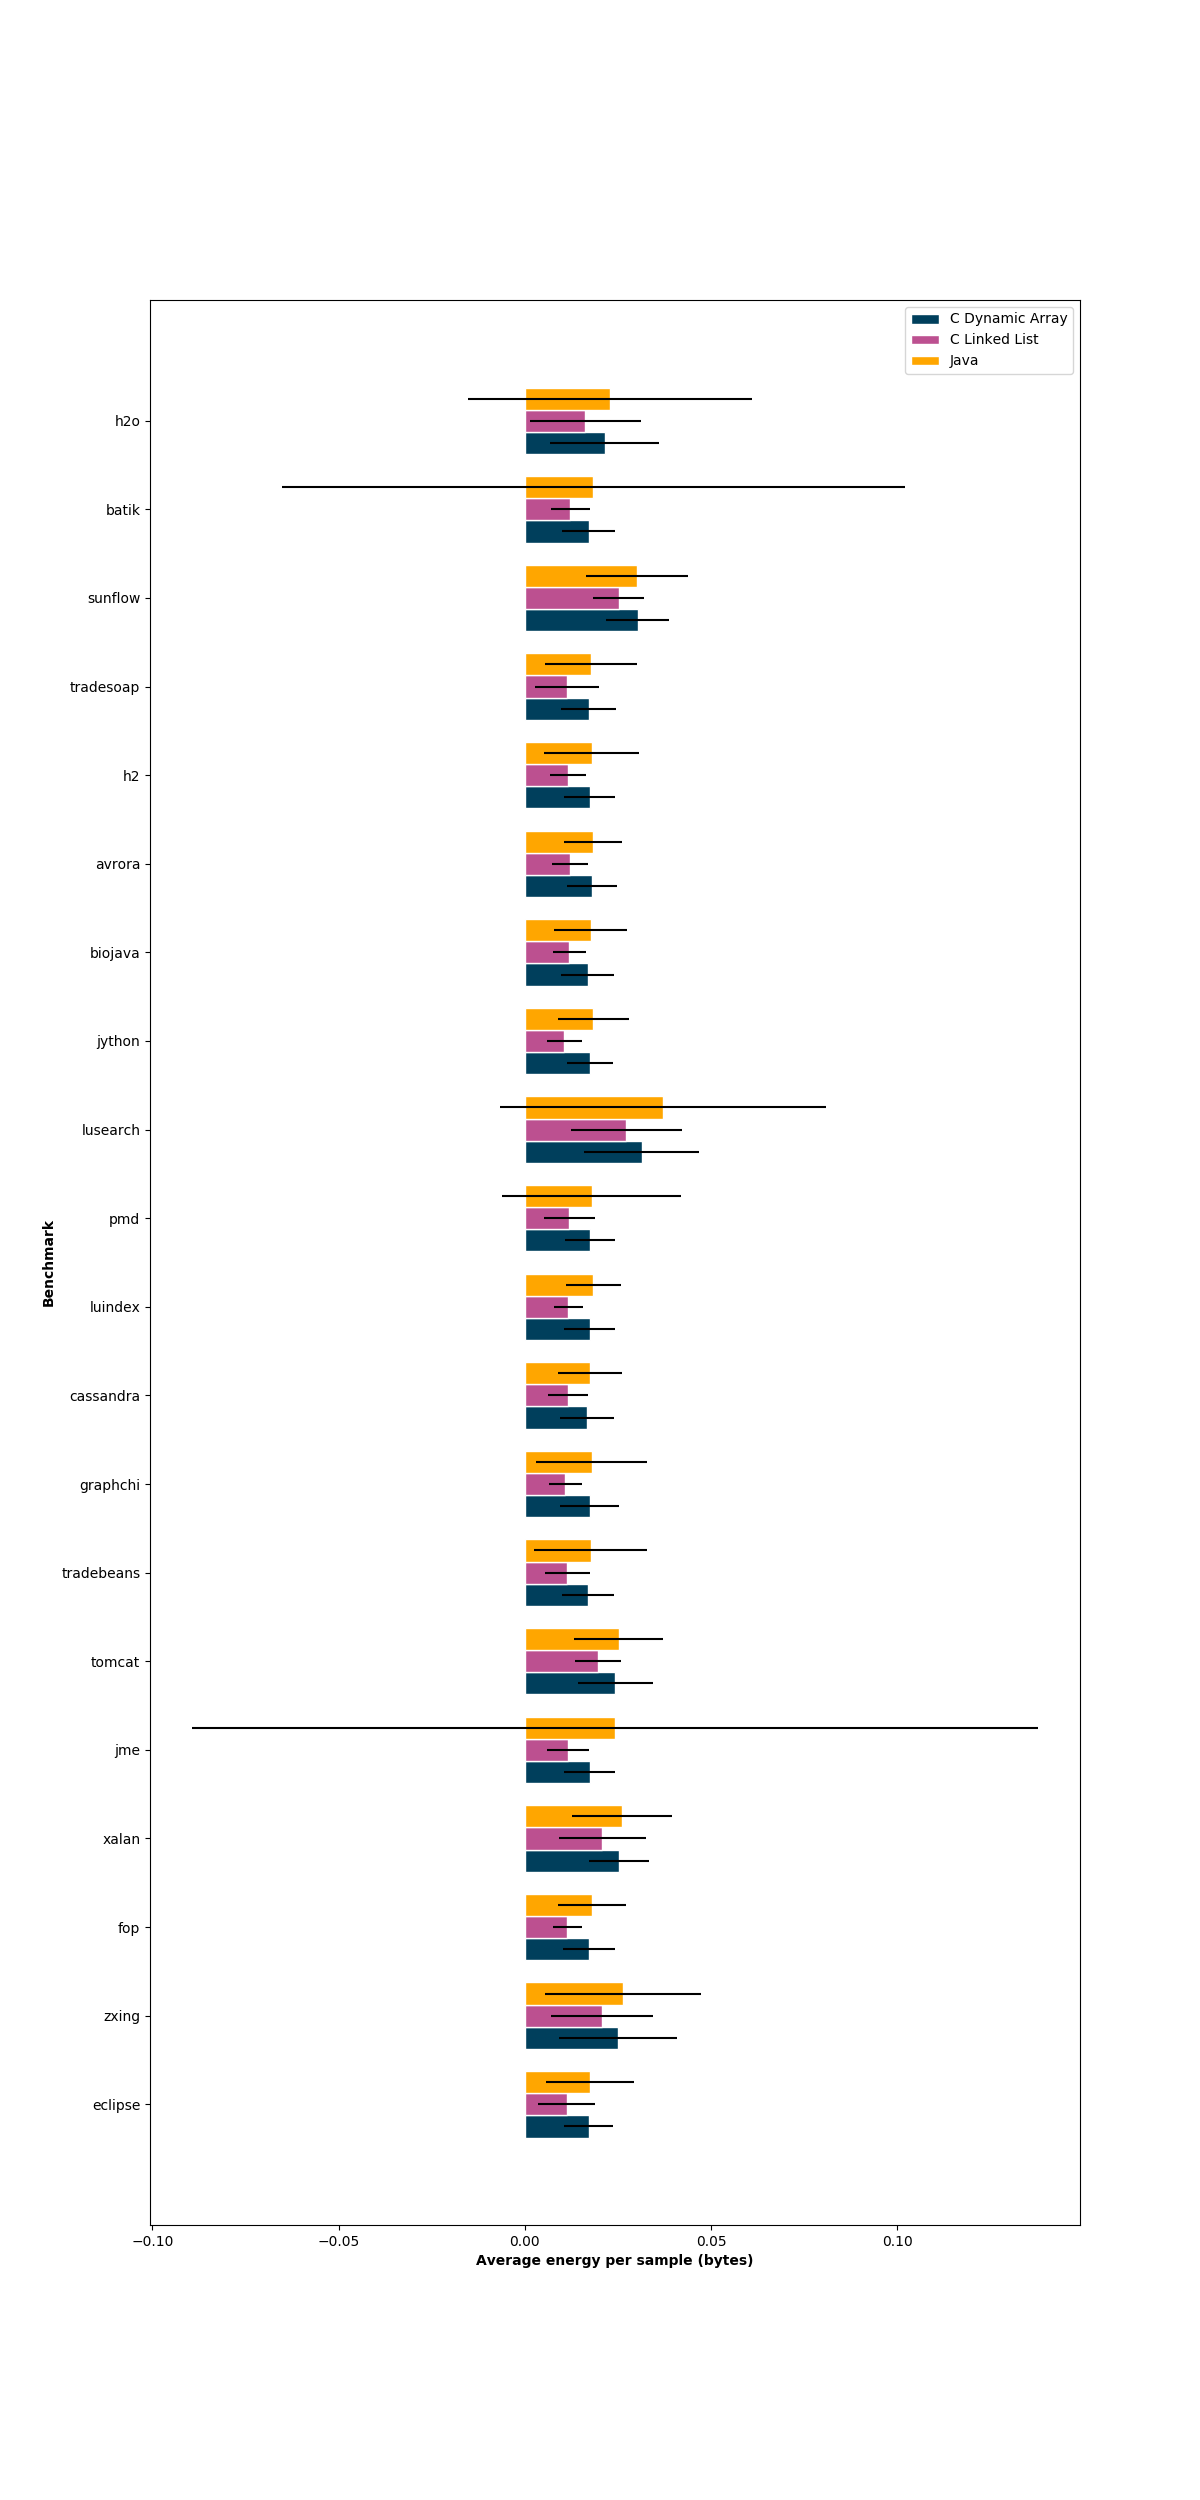 C Dynamic Array
C Linked List
Java
h2o
batik
sunflow
tradesoap
h2
avrora
biojava
jython
lusearch
pmd
luindex
cassandra
graphchi
tradebeans
tomcat
jme
xalan
fop
zxing
eclipse
Benchmark
−0.10
−0.05
0.00
0.05
0.10
Average energy per sample (bytes)